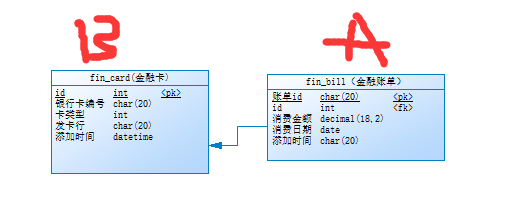 B
A
fin_card(金融卡)
id int <pk>
银行卡编号 char(20)
卡类型 int
发卡行 char(20)
添加时间 datetime
fin_bill（金融账单）
账单id char(20) <pk>
id int <fk>
消费金额 decimal(18,2)
消费日期 date
添加时间 char(20)